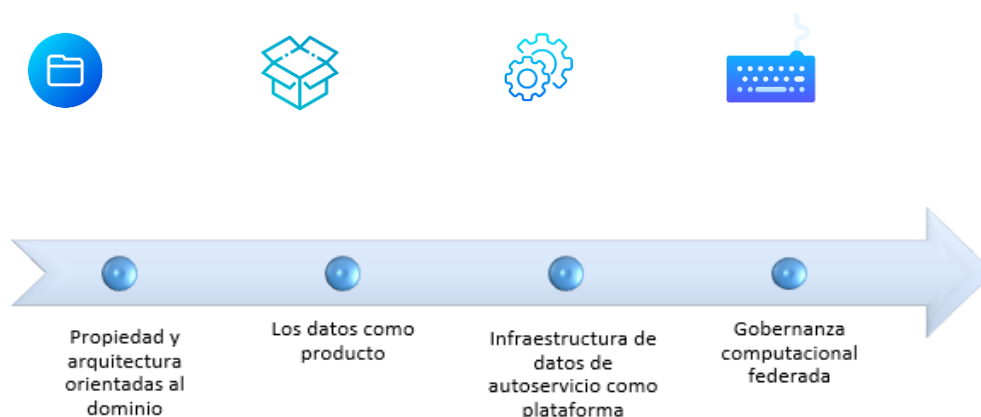 Propiedad y
arquitectura
orientadas al
dominio
Los datos como
producto
Infraestructura de
datos de
autoservicio como
plataforma
Gobernanza
computacional
federada